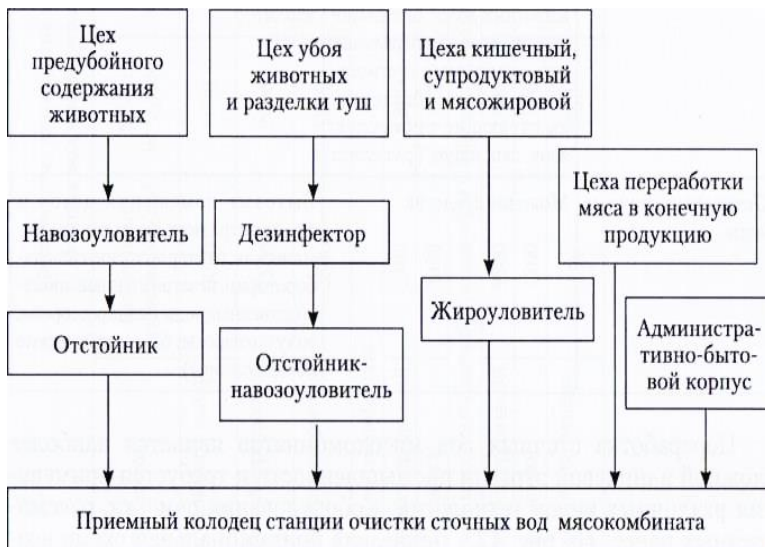 Цех
предубойного
содержания
животных
Цех убоя
животных
и разделки туш
Цеха кишечный,
супродуктовый
и мясожировой
Цеха переработки
мяса в конечную
продукцию
Навозоуловитель
Дезинфектор
Жироуловитель
Администра-
тивно-быто-
вой корпус
Отстойник
Отстойник-
навозоуловитель
Приемный колодец станции очистки сточных вод мясокомбината